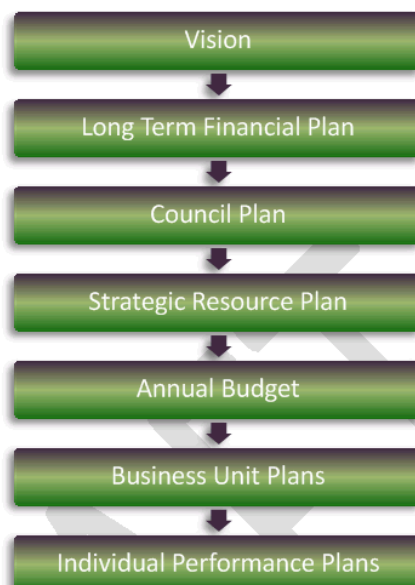 Vision
Long Term Financial Plan
Council Plan
Strategic Resource Plan
Annual Budget
Business Unit Plans
Individual Performance Plans